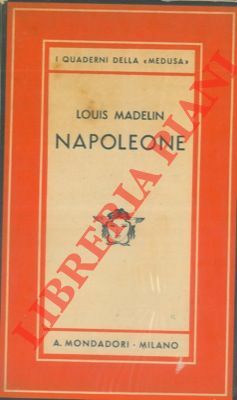 I QUADERNI DELLA «MEDUSA»
LOUIS MADELIN
NAPOLEONE
A. MONDADORI - MILANO
LIBRERIA PIANI